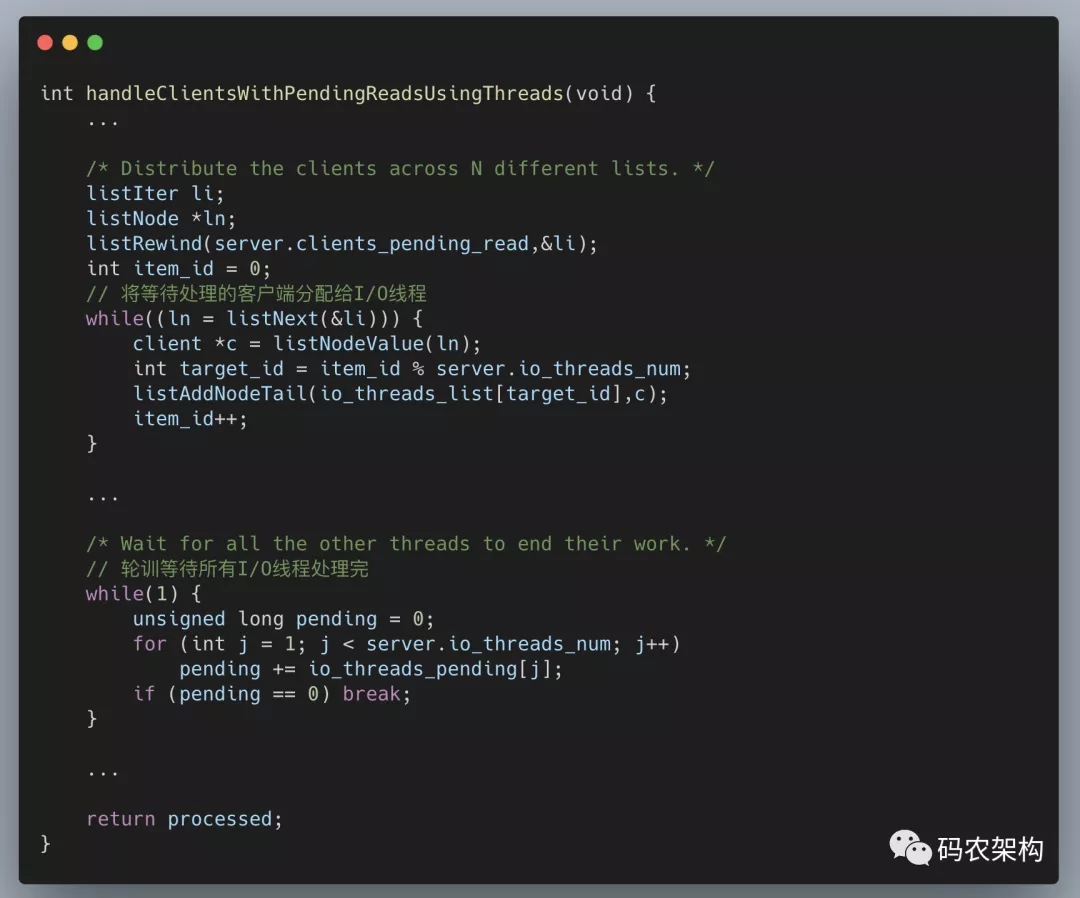 int handleClientsWithPendingReadsUsingThreads(void) {
    ...

    /* Distribute the clients across N different lists. */
    listIter li;
    listNode *ln;
    listRewind(server.clients_pending_read,&li);
    int item_id = 0;
    // 将等待处理的客户端分配给I/O线程
    while((ln = listNext(&li))) {
        client *c = listNodeValue(ln);
        int target_id = item_id % server.io_threads_num;
        listAddNodeTail(io_threads_list[target_id],c);
        item_id++;
    }

    ...

    /* Wait for all the other threads to end their work. */
    // 轮训等待所有I/O线程处理完
    while(1) {
        unsigned long pending = 0;
        for (int j = 1; j < server.io_threads_num; j++)
            pending += io_threads_pending[j];
        if (pending == 0) break;
    }

    ...

    return processed;
}
码农架构